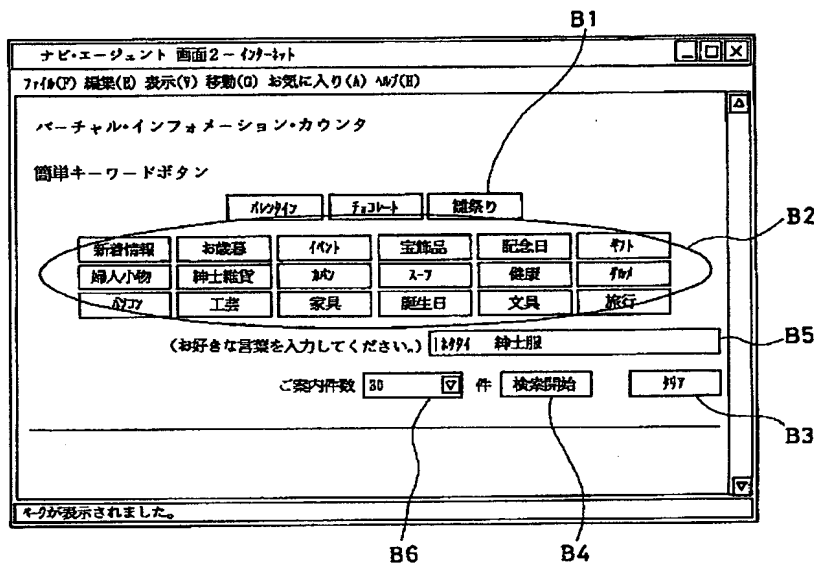 B1
ナビ・エージェント 画面2 − インターネット
ファイル(F) 編集(E) 表示(V) 移動(G) お気に入り(A) ヘルプ(H)
バーチャル・インフォメーション・カウンタ
簡単キーワードボタン
バレンタイン チョコレート 雛祭り
B2
新着情報 お歳暮 イベント 宝飾品 記念日 ギフト
婦人小物 紳士雑貨 カバン スープ 健康 グルメ
パソコン 工芸 家具 誕生日 文具 旅行
(お好きな言葉を入力してください。) ネクタイ 紳士服 B5
ご案内件数 30 件 検索開始 クリア
B3
ページが表示されました。
B6 B4